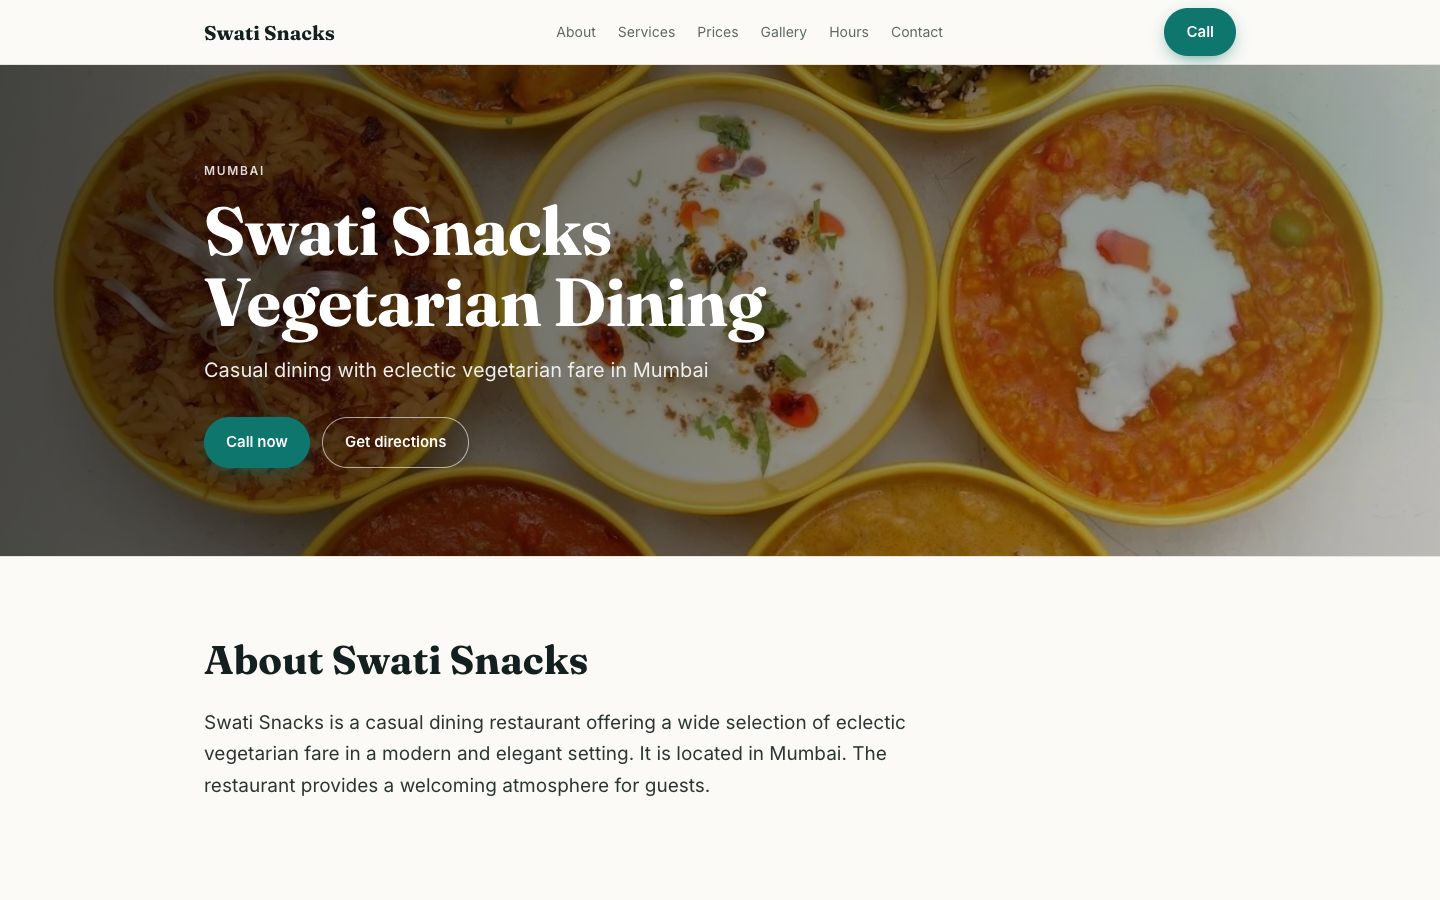 Swati Snacks
About
Services
Prices
Gallery
Hours
Contact
Call
MUMBAI
Swati Snacks
Vegetarian Dining
Casual dining with eclectic vegetarian fare in Mumbai
Call now
Get directions
About Swati Snacks
Swati Snacks is a casual dining restaurant offering a wide selection of eclectic
vegetarian fare in a modern and elegant setting. It is located in Mumbai. The
restaurant provides a welcoming atmosphere for guests.